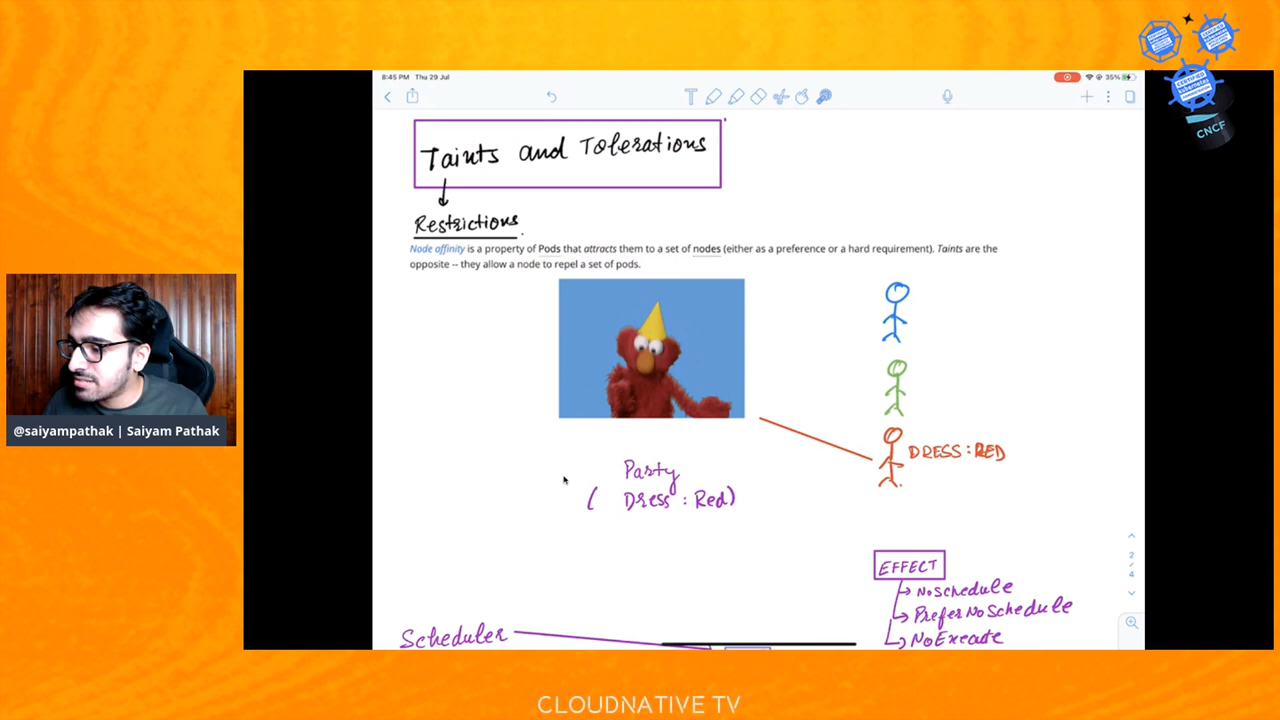 8:45 PM Thu 29 Jul
35%
CNCF
Taints and Tolerations
Restrictions.
Node affinity is a property of Pods that attracts them to a set of nodes (either as a preference or a hard requirement). Taints are the
opposite -- they allow a node to repel a set of pods.
@saiyampathak | Saiyam Pathak
DRESS : RED
Party
( Dress : Red)
2
/
4
EFFECT
NoSchedule
PreferNoSchedule
NoExecute
Scheduler
CLOUDNATIVE TV